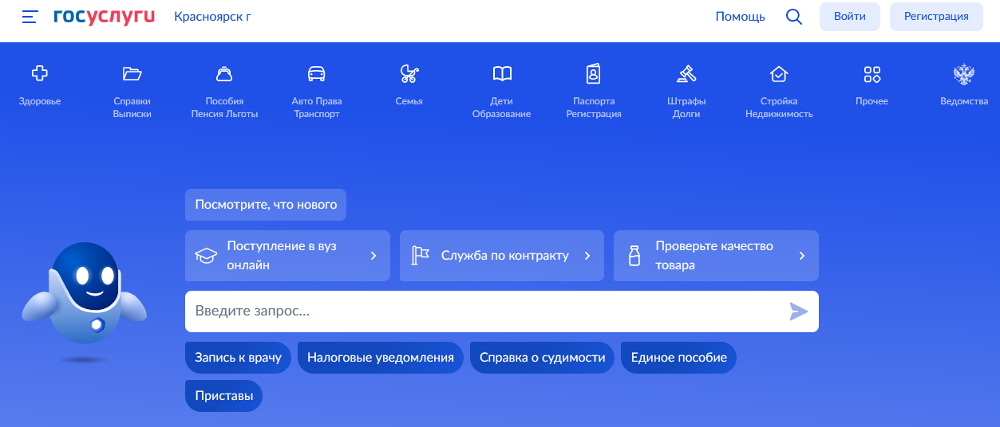 госуслуги Красноярск г Помощь Войти Регистрация
Здоровье
Справки
Выписки
Пособия
Пенсия Льготы
Авто Права
Транспорт
Семья
Дети
Образование
Паспорта
Регистрация
Штрафы
Долги
Стройка
Недвижимость
Прочее
Ведомства
Посмотрите, что нового
Поступление в вуз
онлайн
Служба по контракту
Проверьте качество
товара
Введите запрос...
Запись к врачу Налоговые уведомления Справка о судимости Единое пособие
Приставы